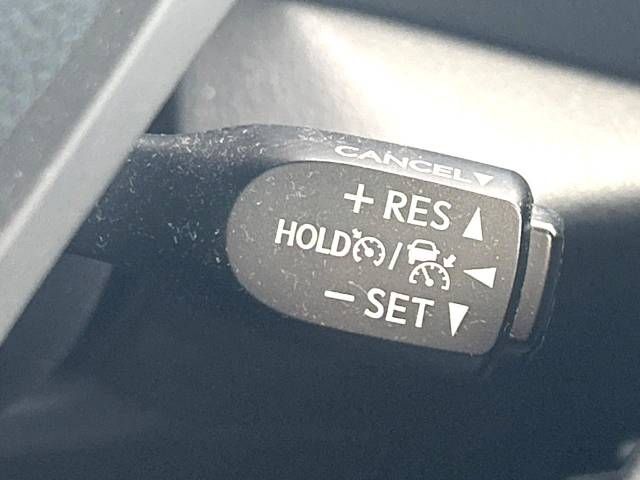 CANCEL
+ RES
HOLD /
− SET